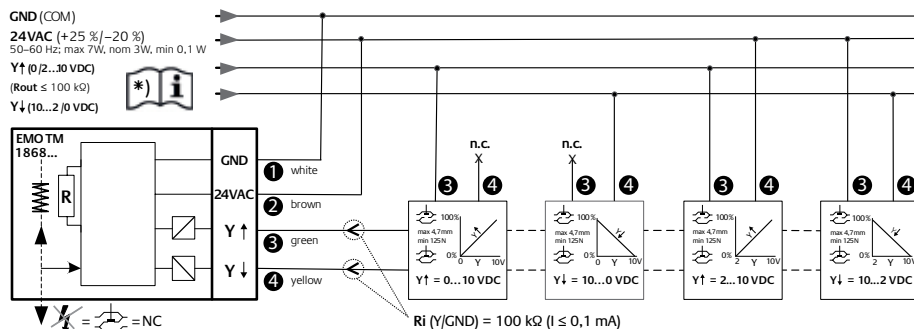 GND (COM)
24VAC (+25 %/−20 %)
50–60 Hz; max 7W, nom 3W, min 0,1 W
Y↑ (0/2...10 VDC)
(Rout ≤ 100 kΩ)
Y↓ (10...2/0 VDC)
*) i
EMO TM
1868...
R
GND
24VAC
Y ↑
Y ↓
1 white
2 brown
3 green
4 yellow
= = NC
n.c.
3 4
100%
max 4,7mm
min 125N
0%
Y
0 Y 10V
Y↑ = 0...10 VDC
n.c.
3 4
100%
max 4,7mm
min 125N
0%
Y
0 Y 10V
Y↓ = 10...0 VDC
3 4
100%
max 4,7mm
min 125N
0%
Y
2 Y 10V
Y↑ = 2...10 VDC
3 4
100%
max 4,7mm
min 125N
0%
Y
2 Y 10V
Y↓ = 10...2 VDC
Ri (Y/GND) = 100 kΩ (I ≤ 0,1 mA)